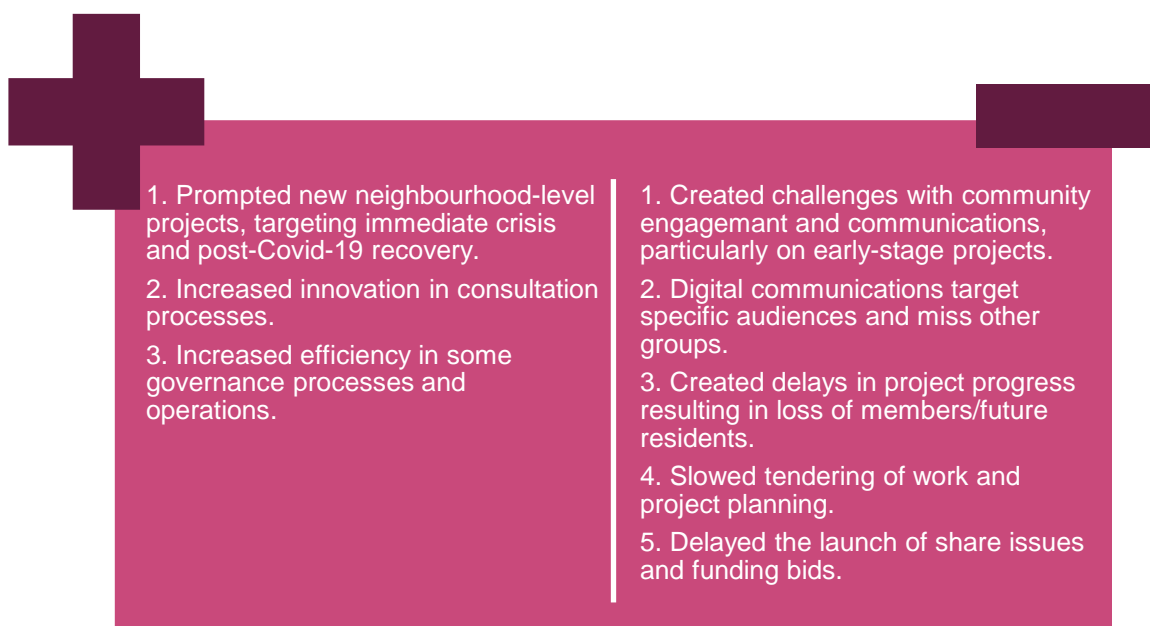 1. Prompted new neighbourhood-level
projects, targeting immediate crisis
and post-Covid-19 recovery.
2. Increased innovation in consultation
processes.
3. Increased efficiency in some
governance processes and
operations.
1. Created challenges with community
engagemant and communications,
particularly on early-stage projects.
2. Digital communications target
specific audiences and miss other
groups.
3. Created delays in project progress
resulting in loss of members/future
residents.
4. Slowed tendering of work and
project planning.
5. Delayed the launch of share issues
and funding bids.